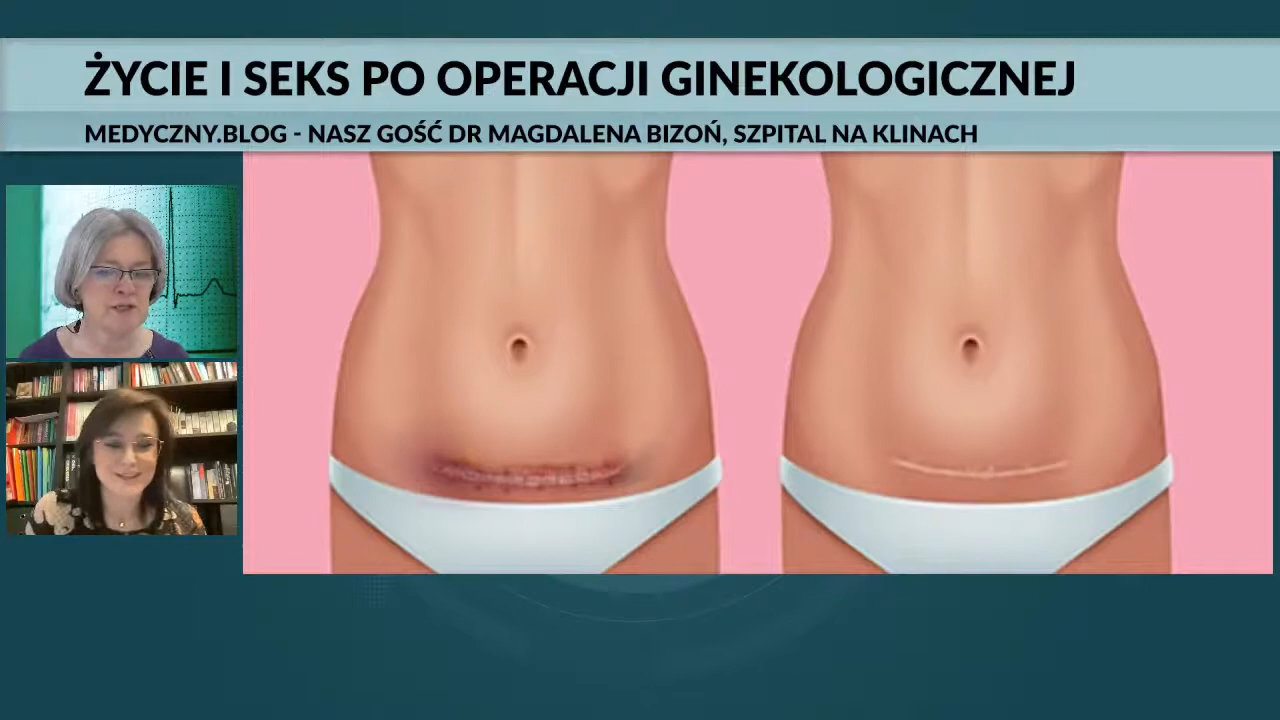 ŻYCIE I SEKS PO OPERACJI GINEKOLOGICZNEJ
MEDYCZNY.BLOG - NASZ GOŚĆ DR MAGDALENA BIZOŃ, SZPITAL NA KLINACH